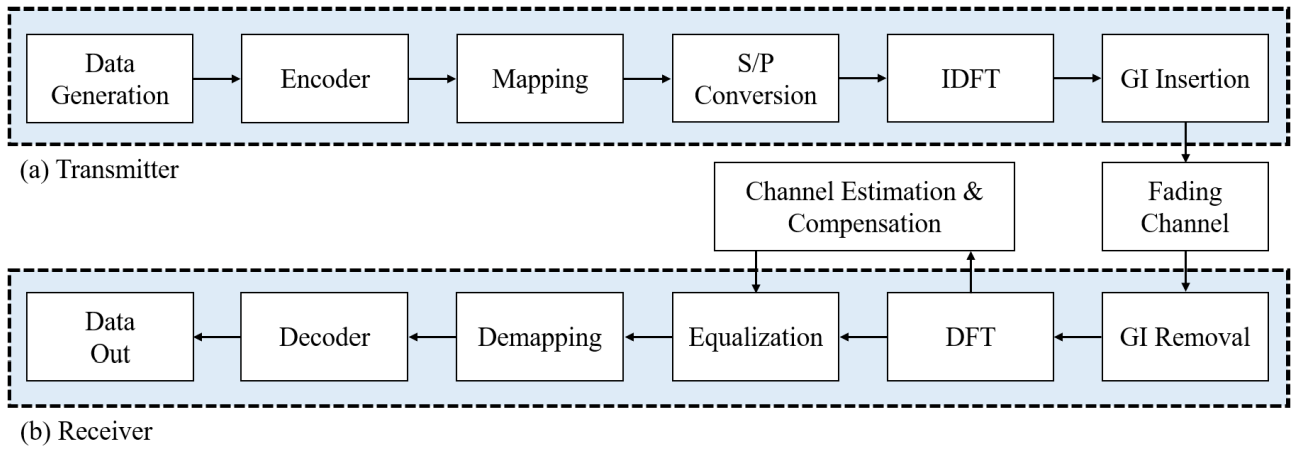 Data
Generation
Encoder
Mapping
S/P
Conversion
IDFT
GI Insertion
(a) Transmitter
Channel Estimation &
Compensation
Fading
Channel
Data
Out
Decoder
Demapping
Equalization
DFT
GI Removal
(b) Receiver